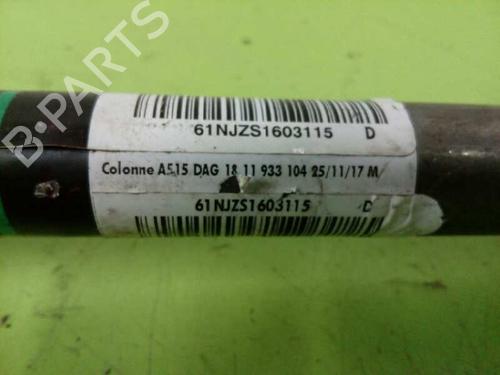 B-PARTS
61NJZS1603115 D
Colonne A515 DAG 18 11 933 104 25/11/17 M
61NJZS1603115 D